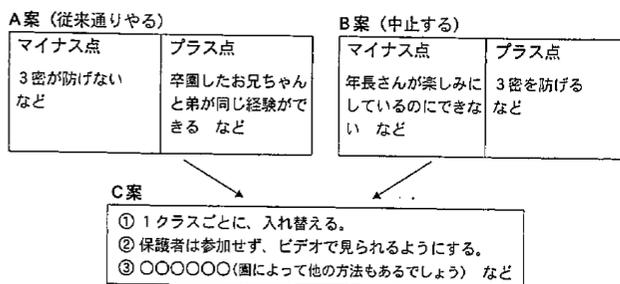 A案（従来通りやる）
マイナス点
3密が防げない
など
プラス点
卒園したお兄ちゃん
と弟が同じ経験がで
きる　など
B案（中止する）
マイナス点
年長さんが楽しみに
しているのにできな
い　など
プラス点
3密を防げる
など
C案
① 1クラスごとに、入れ替える。
② 保護者は参加せず、ビデオで見られるようにする。
③ 〇〇〇〇〇〇（園によって他の方法もあるでしょう）　など